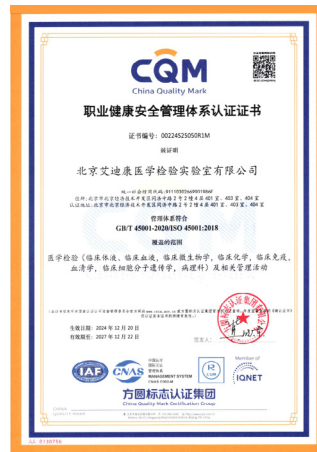 CQM
China Quality Mark
职业健康安全管理体系认证证书
证书编号：00224S25050R1M
兹证明
北京艾迪康医学检验实验室有限公司
管理体系符合
GB/T 45001-2020/ISO 45001:2018
覆盖的范围
医学检验（临床体液、临床血液、临床微生物学、临床化学、临床免疫、
血清学、临床细胞分子遗传学、病理科）及相关管理活动
生效日期：2024 年 12 月 20 日
有效期至：2027 年 12 月 22 日
签发人：
IAF
CNAS
MANAGEMENT SYSTEM
Member of
IQNET
方圆标志认证集团
China Quality Mark Certification Group